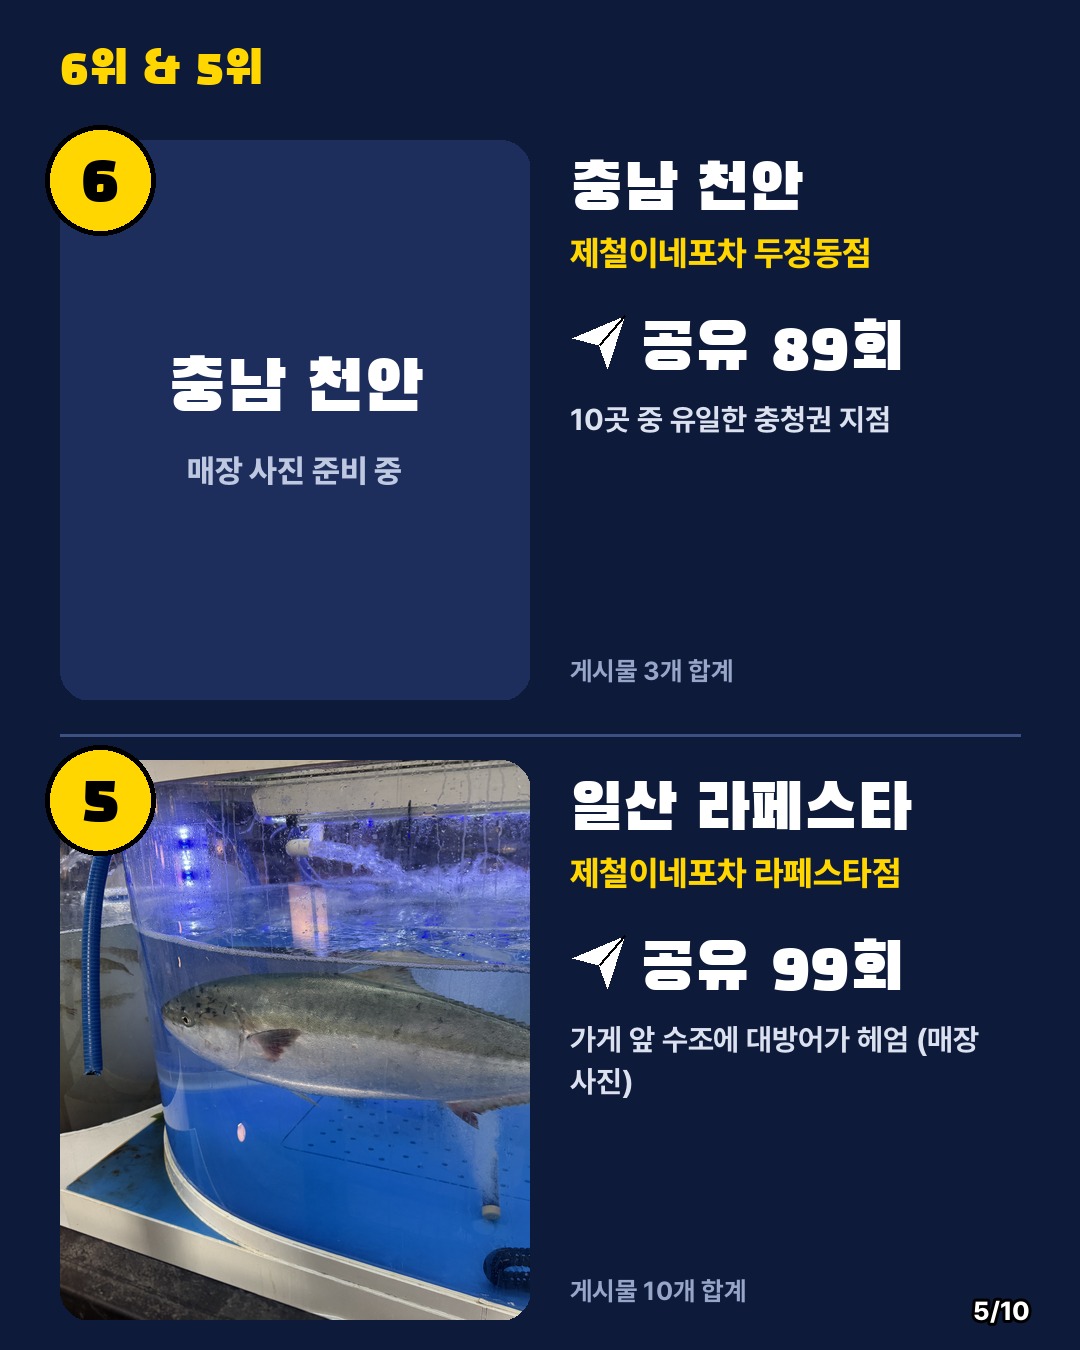 6위 & 5위
6
충남 천안
매장 사진 준비 중
충남 천안
제철이네포차 두정동점
공유 89회
10곳 중 유일한 충청권 지점
게시물 3개 합계
5
일산 라페스타
제철이네포차 라페스타점
공유 99회
가게 앞 수조에 대방어가 헤엄 (매장
사진)
게시물 10개 합계
5/10